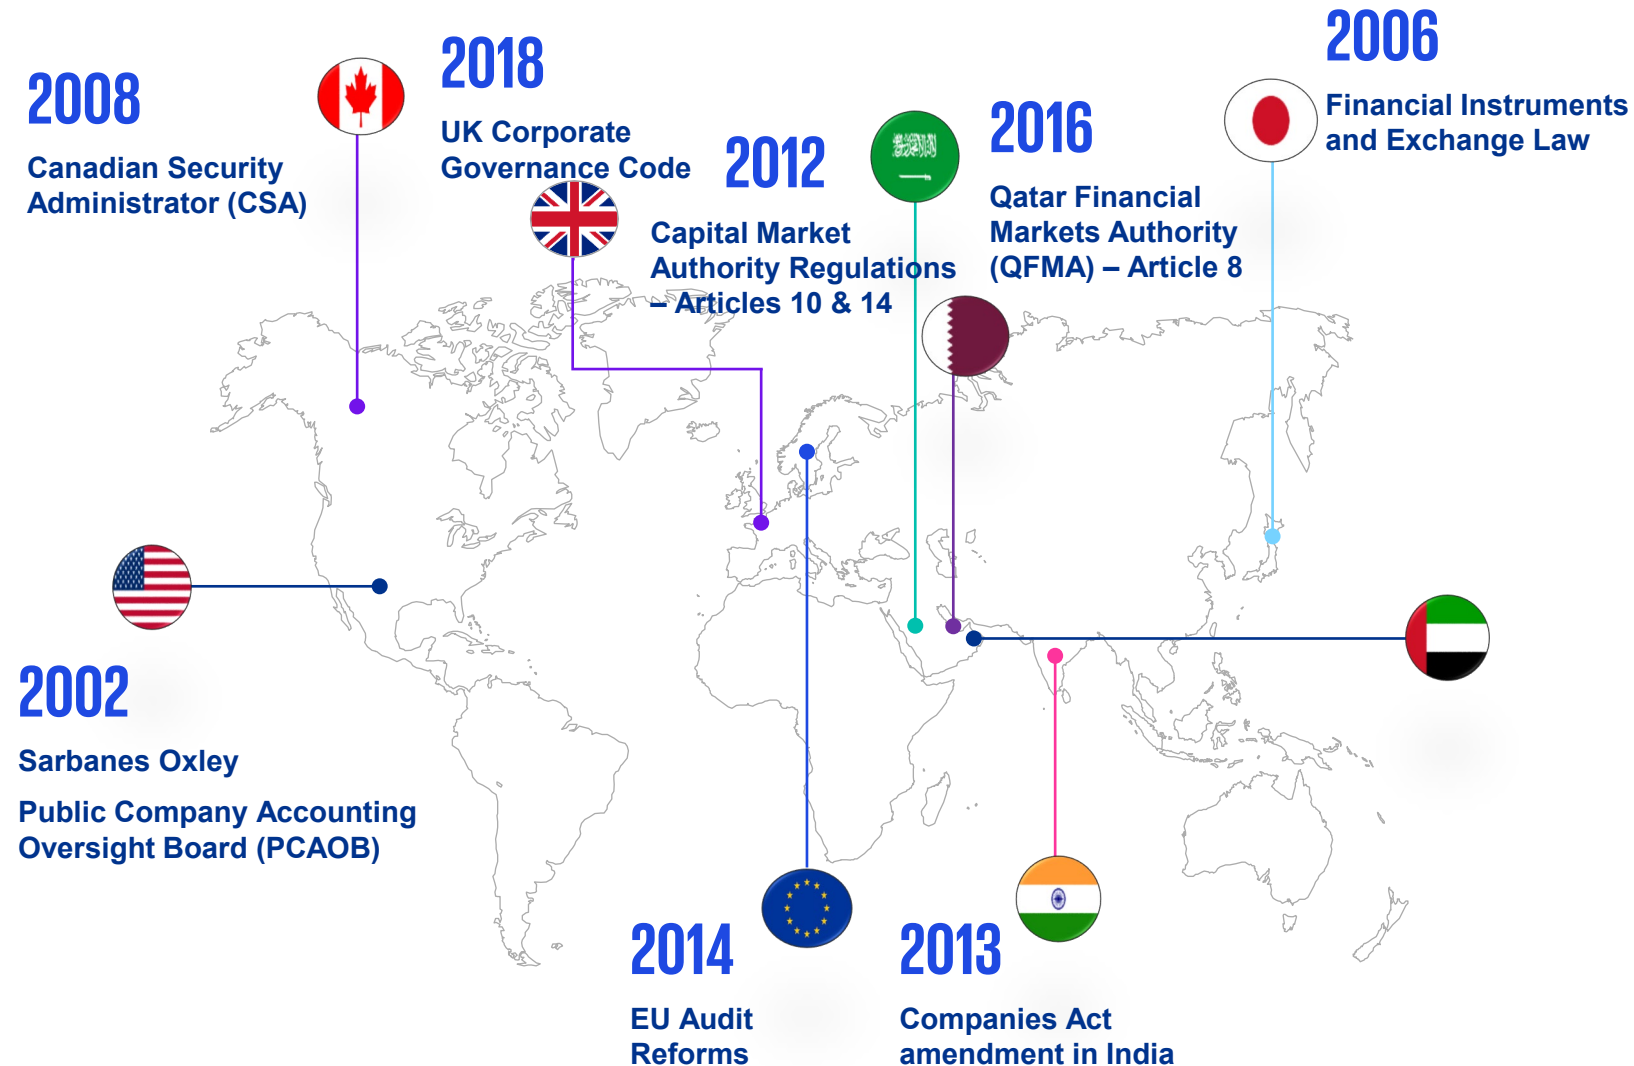 2008
Canadian Security
Administrator (CSA)
2018
UK Corporate
Governance Code
2012
Capital Market
Authority Regulations
– Articles 10 & 14
2016
Qatar Financial
Markets Authority
(QFMA) – Article 8
2006
Financial Instruments
and Exchange Law
2002
Sarbanes Oxley
Public Company Accounting
Oversight Board (PCAOB)
2014
EU Audit
Reforms
2013
Companies Act
amendment in India